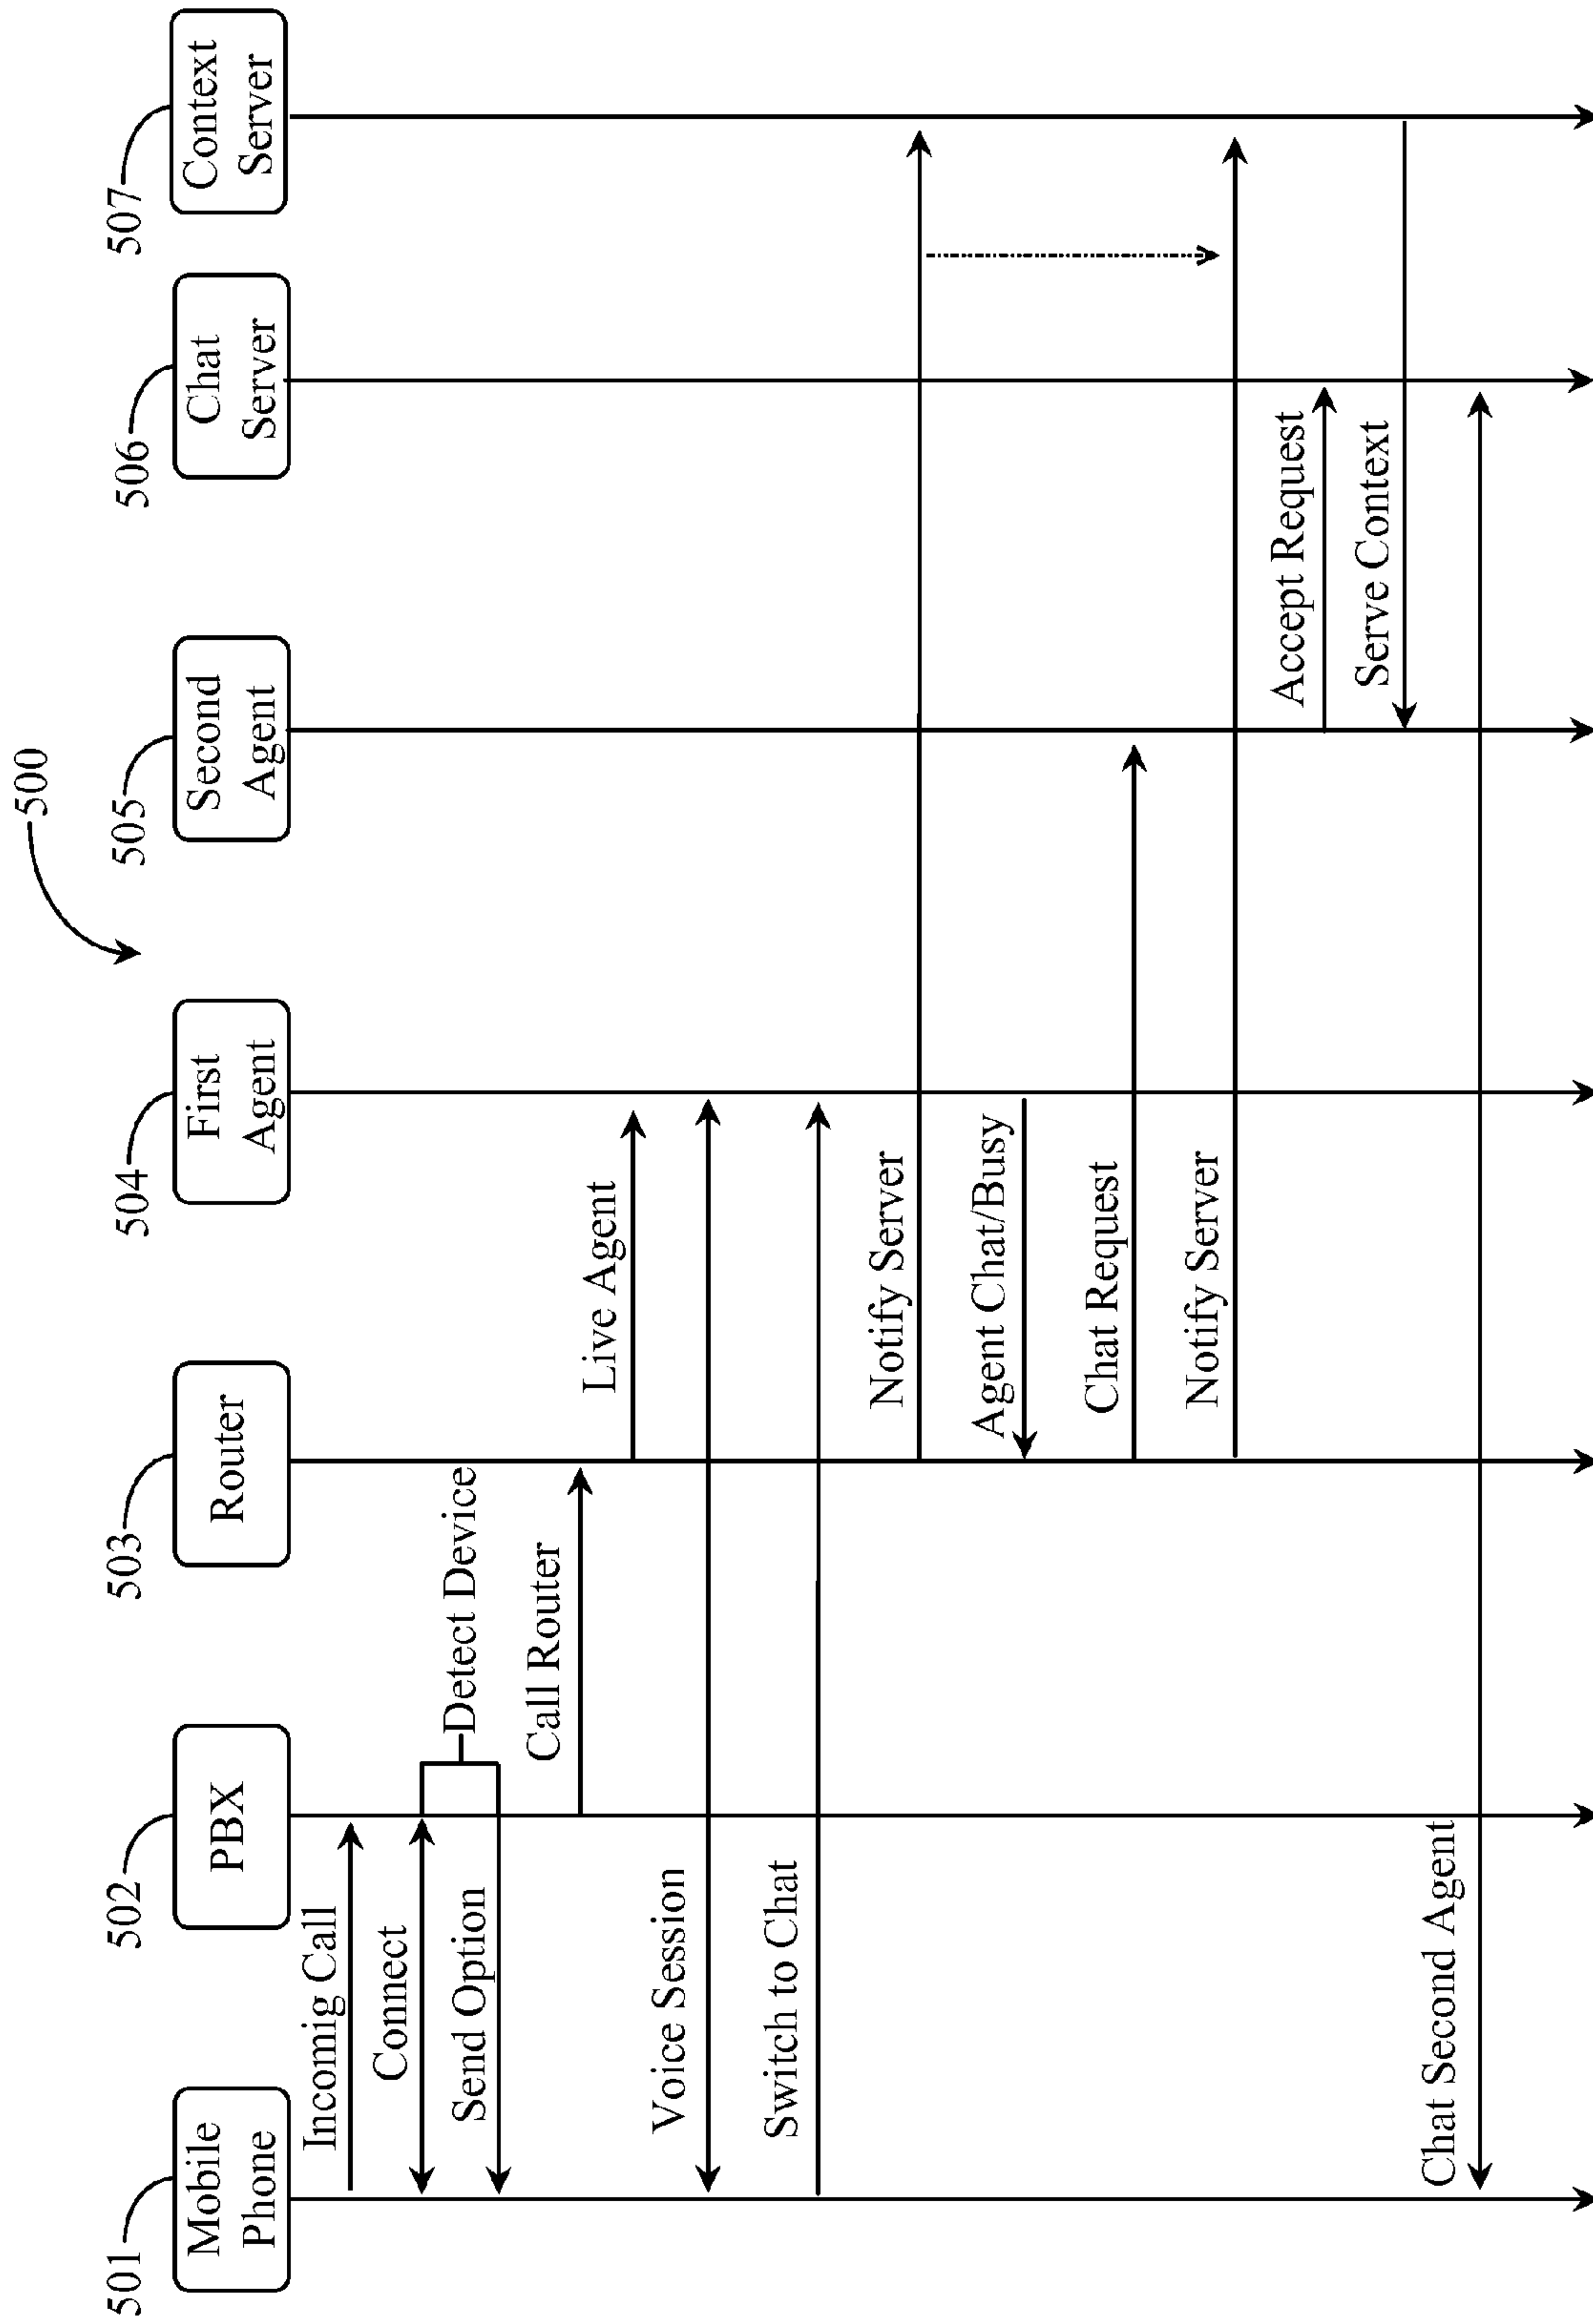 500
501
502
503
504
505
506
507
Mobile
Phone
PBX
Router
First
Agent
Second
Agent
Chat
Server
Context
Server
Incomig Call
Connect
Send Option
Detect Device
Call Router
Live Agent
Voice Session
Switch to Chat
Notify Server
Agent Chat/Busy
Chat Request
Notify Server
Accept Request
Serve Context
Chat Second Agent